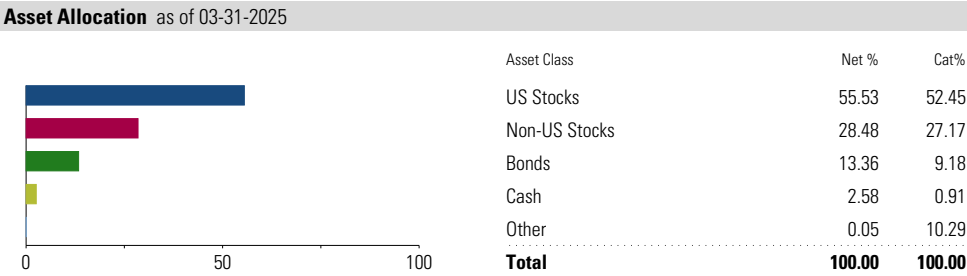 Asset Allocation as of 03-31-2025
Asset Class Net % Cat%
US Stocks 55.53 52.45
Non-US Stocks 28.48 27.17
Bonds 13.36 9.18
Cash 2.58 0.91
Other 0.05 10.29
0 50 100
Total 100.00 100.00